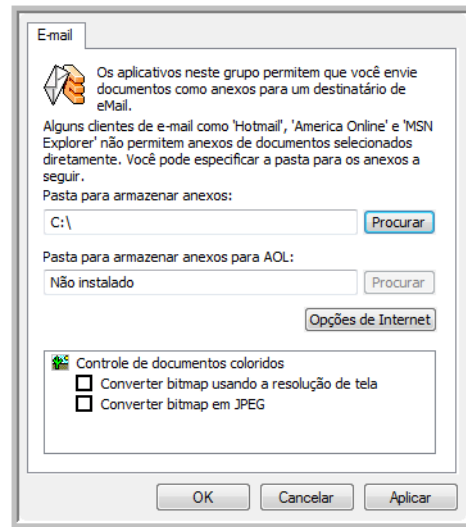 E-mail
Os aplicativos neste grupo permitem que você envie
documentos como anexos para um destinatário de
eMail.
Alguns clientes de e-mail como 'Hotmail', 'America Online' e 'MSN
Explorer' não permitem anexos de documentos selecionados
diretamente. Você pode especificar a pasta para os anexos a
seguir.
Pasta para armazenar anexos:
C:\ Procurar
Pasta para armazenar anexos para AOL:
Não instalado Procurar
Opções de Internet
Controle de documentos coloridos
Converter bitmap usando a resolução de tela
Converter bitmap em JPEG
OK Cancelar Aplicar